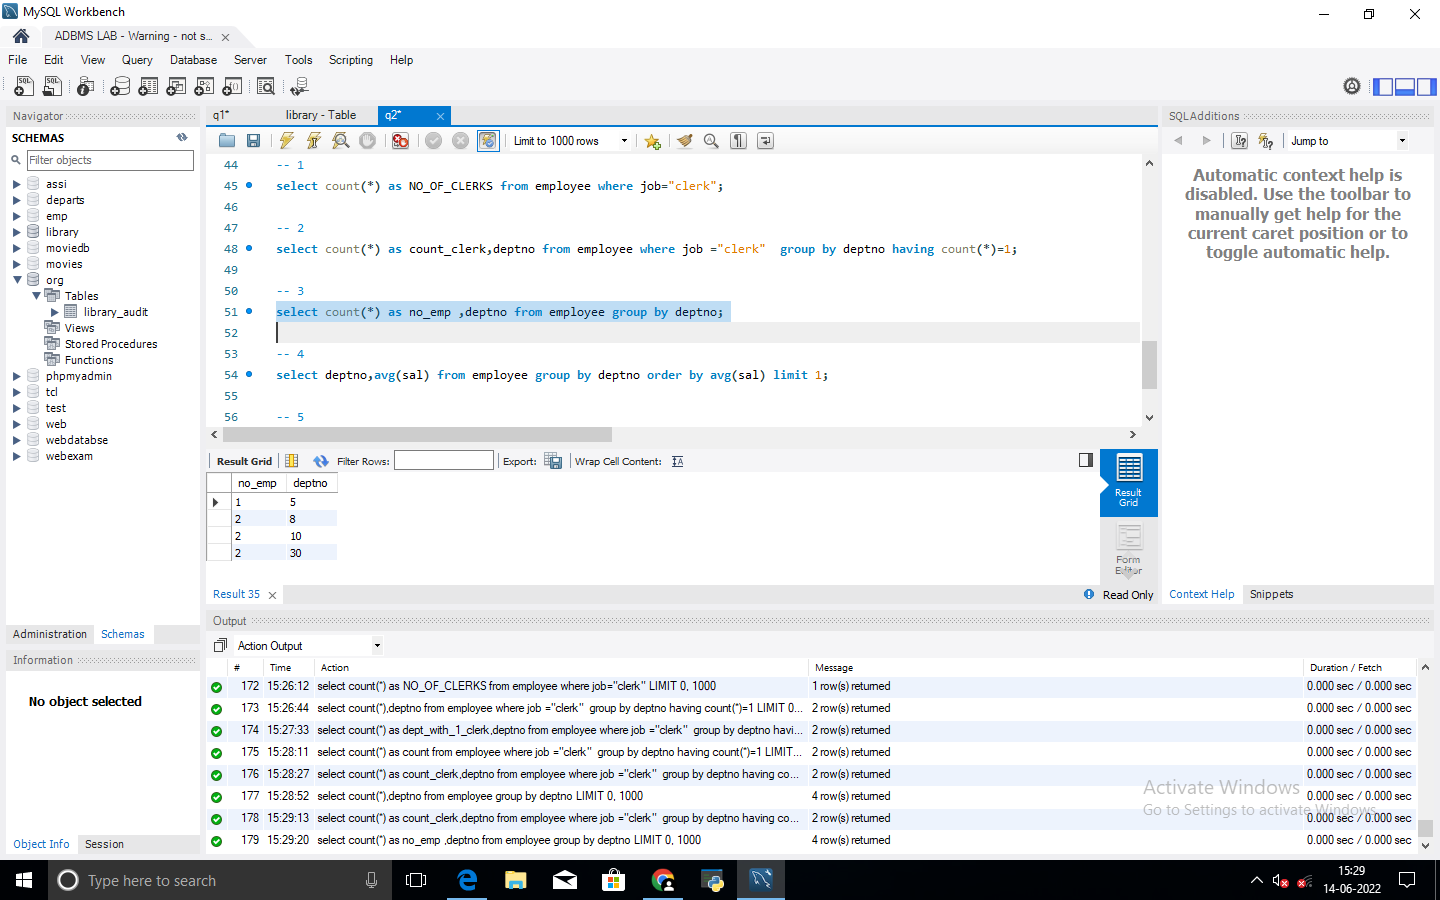 MySQL Workbench
ADBMS LAB - Warning - not s...
File Edit View Query Database Server Tools Scripting Help
Navigator
SCHEMAS
Filter objects
assi
departs
emp
library
moviedb
movies
org
Tables
library_audit
Views
Stored Procedures
Functions
phpmyadmin
tcl
test
web
webdatabse
webexam
Administration Schemas
Information
No object selected
Object Info Session
q1* library - Table q2*
Limit to 1000 rows
44 -- 1
45 select count(*) as NO_OF_CLERKS from employee where job="clerk";
46
47 -- 2
48 select count(*) as count_clerk,deptno from employee where job ="clerk"  group by deptno having count(*)=1;
49
50 -- 3
51 select count(*) as no_emp ,deptno from employee group by deptno;
52
53 -- 4
54 select deptno,avg(sal) from employee group by deptno order by avg(sal) limit 1;
55
56 -- 5
Result Grid Filter Rows: Export: Wrap Cell Content:
no_emp deptno
1 5
2 8
2 10
2 30
Result Grid
Form Editor
Result 35 Read Only
SQLAdditions
Jump to
Automatic context help is
disabled. Use the toolbar to
manually get help for the
current caret position or to
toggle automatic help.
Context Help Snippets
Output
Action Output
# Time Action Message Duration / Fetch
172 15:26:12 select count(*) as NO_OF_CLERKS from employee where job="clerk" LIMIT 0, 1000 1 row(s) returned 0.000 sec / 0.000 sec
173 15:26:44 select count(*),deptno from employee where job ="clerk"  group by deptno having count(*)=1 LIMIT 0... 2 row(s) returned 0.000 sec / 0.000 sec
174 15:27:33 select count(*) as dept_with_1_clerk,deptno from employee where job ="clerk"  group by deptno havi... 2 row(s) returned 0.000 sec / 0.000 sec
175 15:28:11 select count(*) as count from employee where job ="clerk"  group by deptno having count(*)=1 LIMIT... 2 row(s) returned 0.000 sec / 0.000 sec
176 15:28:27 select count(*) as count_clerk,deptno from employee where job ="clerk"  group by deptno having co... 2 row(s) returned 0.000 sec / 0.000 sec
177 15:28:52 select count(*),deptno from employee group by deptno LIMIT 0, 1000 4 row(s) returned 0.000 sec / 0.000 sec
178 15:29:13 select count(*) as count_clerk,deptno from employee where job ="clerk"  group by deptno having co... 2 row(s) returned 0.000 sec / 0.000 sec
179 15:29:20 select count(*) as no_emp ,deptno from employee group by deptno LIMIT 0, 1000 4 row(s) returned 0.000 sec / 0.000 sec
Activate Windows
Go to Settings to activate Windows.
Type here to search
15:29
14-06-2022